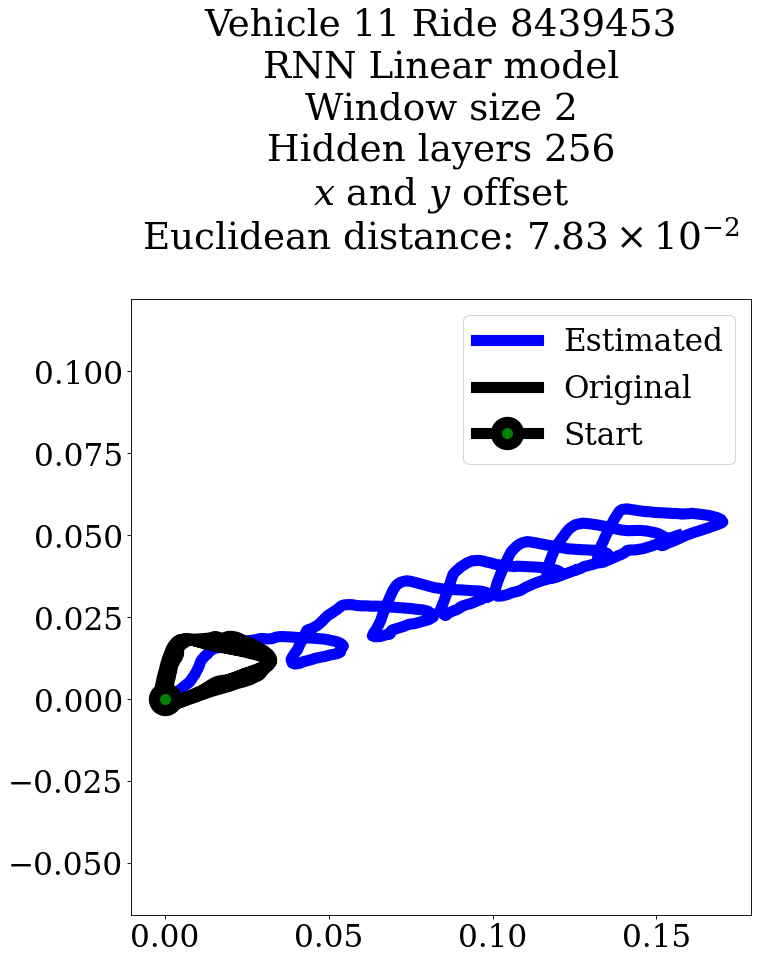 Vehicle 11 Ride 8439453
RNN Linear model
Window size 2
Hidden layers 256
x and y offset
Euclidean distance: 7.83 × 10⁻²
Estimated
Original
Start
0.100
0.075
0.050
0.025
0.000
−0.025
−0.050
0.00 0.05 0.10 0.15